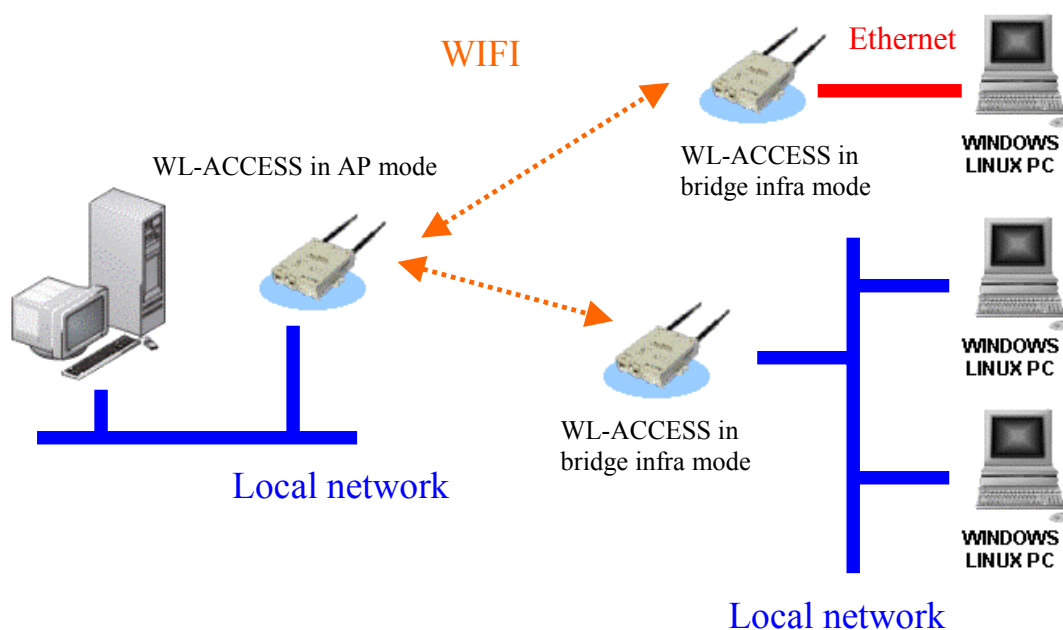 WIFI
Ethernet
WINDOWS
LINUX PC
WL-ACCESS in AP mode
WL-ACCESS in
bridge infra mode
WINDOWS
LINUX PC
WL-ACCESS in
bridge infra mode
Local network
WINDOWS
LINUX PC
Local network